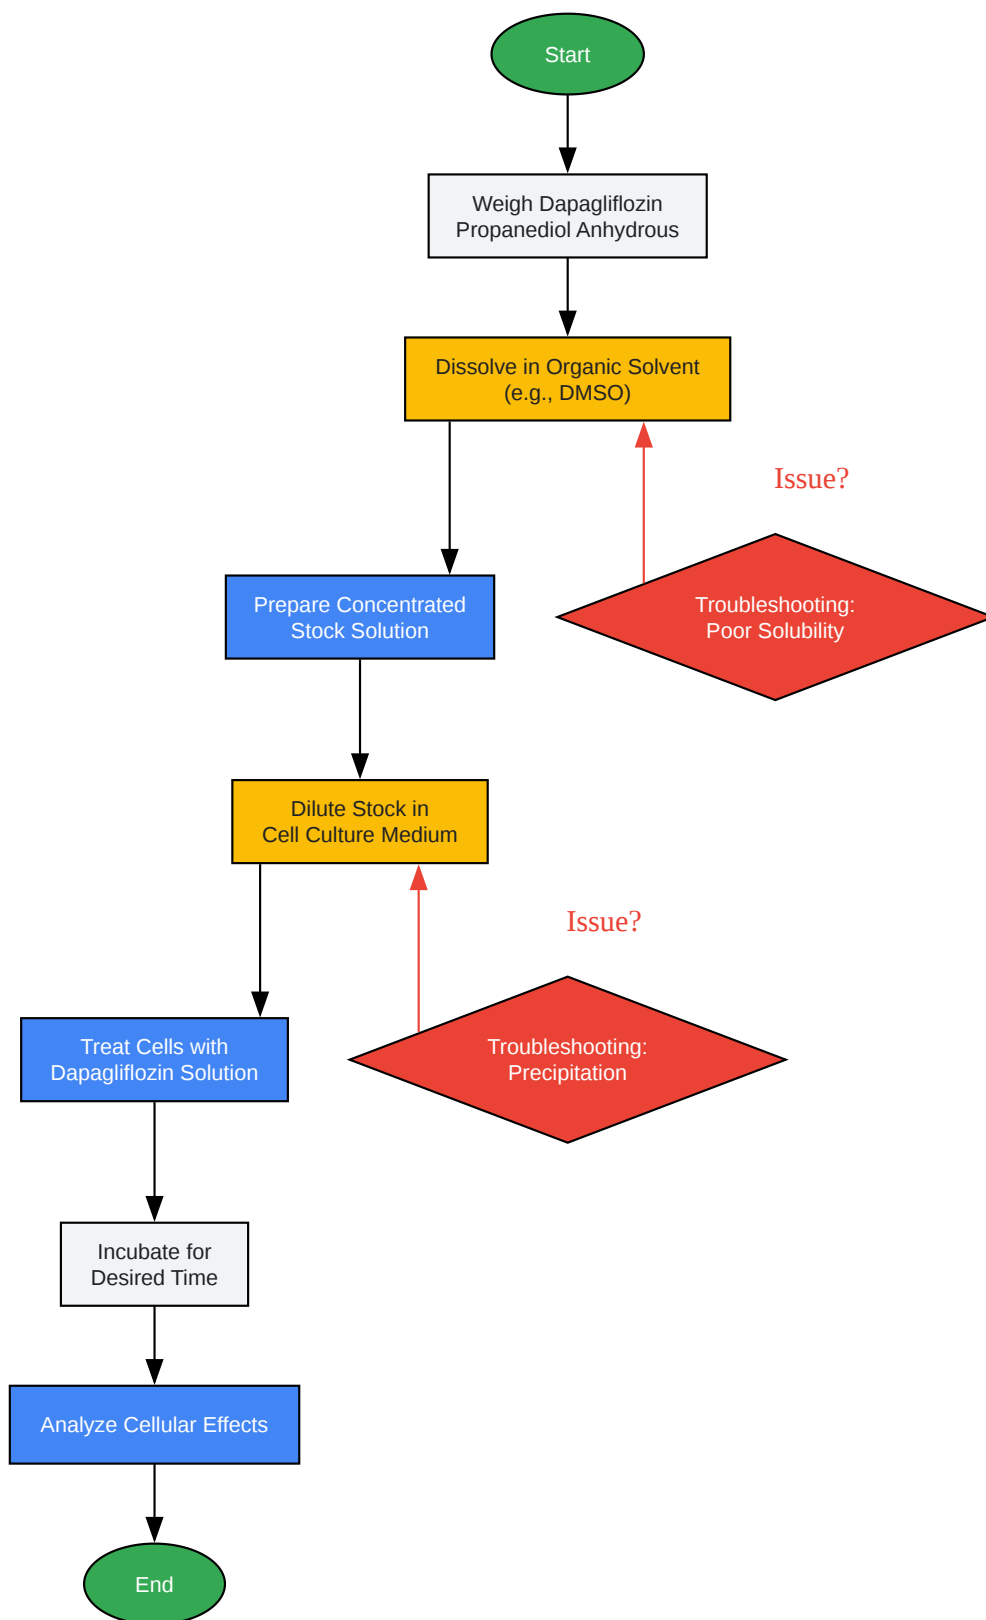 Start
Weigh Dapagliflozin
Propanediol Anhydrous
Dissolve in Organic Solvent
(e.g., DMSO)
Issue?
Prepare Concentrated
Stock Solution
Troubleshooting:
Poor Solubility
Dilute Stock in
Cell Culture Medium
Issue?
Treat Cells with
Dapagliflozin Solution
Troubleshooting:
Precipitation
Incubate for
Desired Time
Analyze Cellular Effects
End